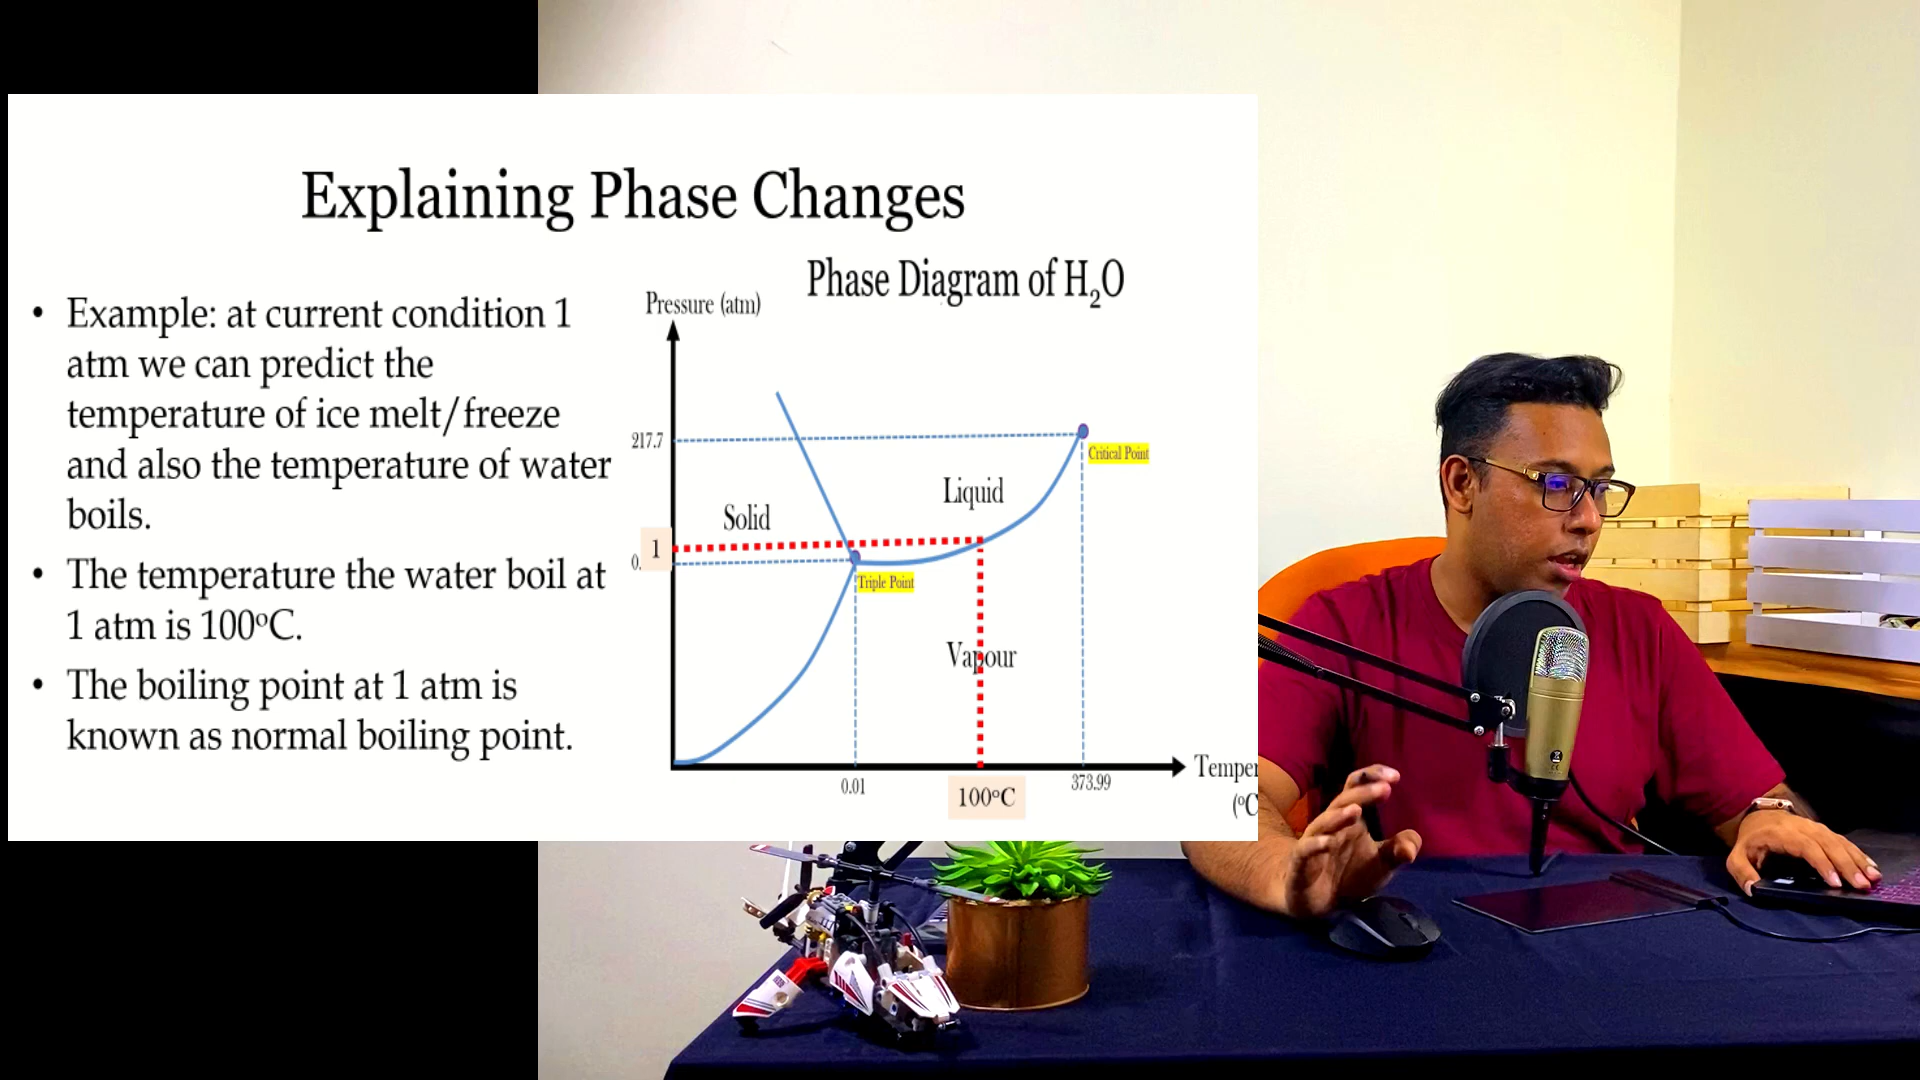 Explaining Phase Changes
• Example: at current condition 1
atm we can predict the
temperature of ice melt/freeze
and also the temperature of water
boils.
• The temperature the water boil at
1 atm is 100ºC.
• The boiling point at 1 atm is
known as normal boiling point.
Phase Diagram of H₂O
Pressure (atm)
217.7
Critical Point
Liquid
Solid
1
0.
Triple Point
Vapour
0.01
100ºC
373.99